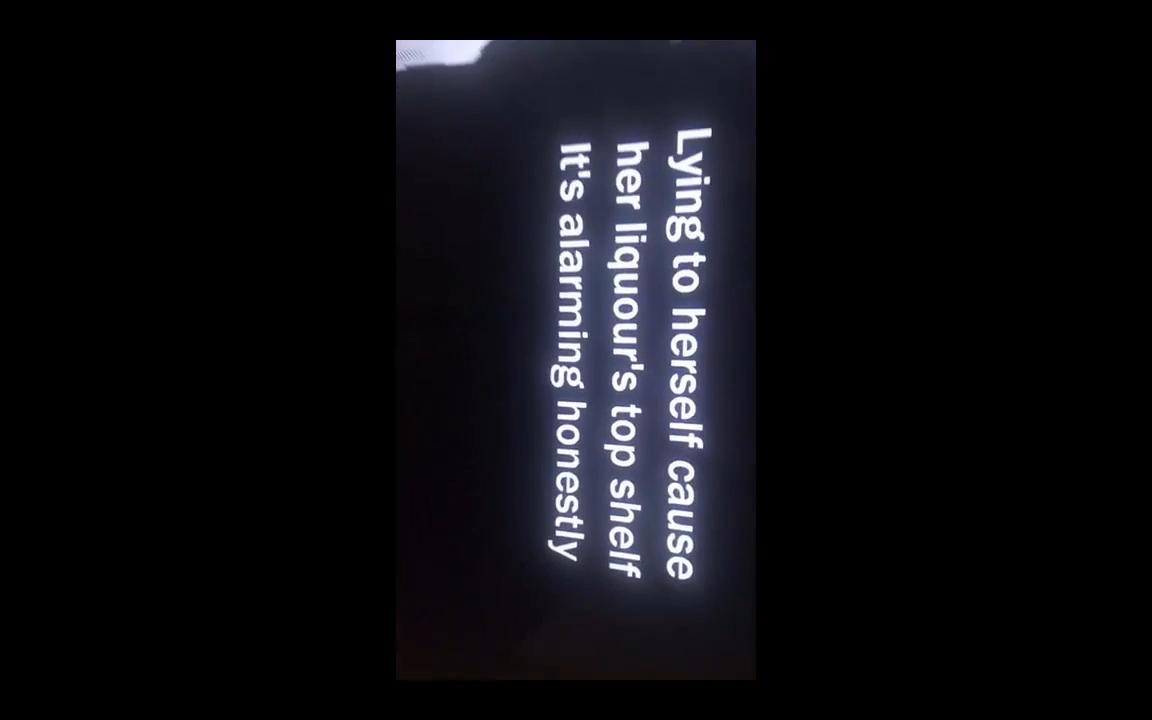 Lying to herself cause
her liquour's top shelf
It's alarming honestly